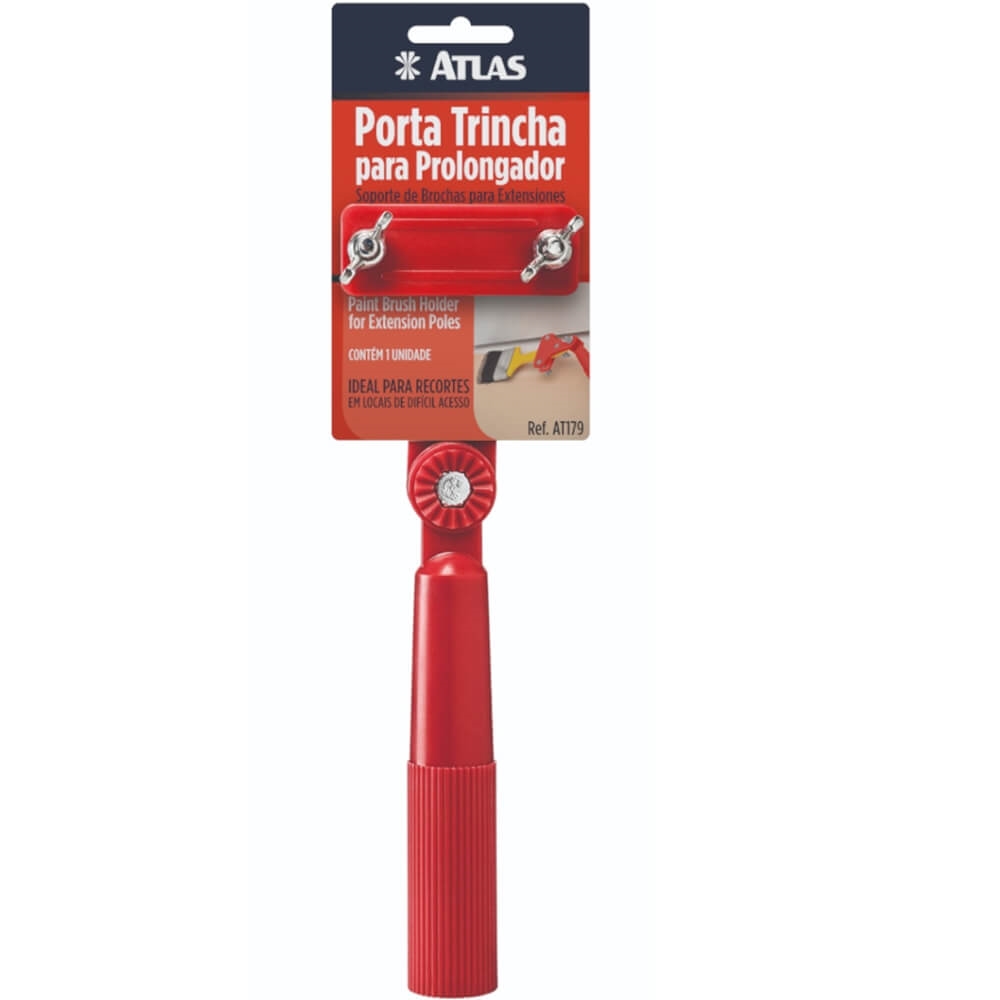 ATLAS
Porta Trincha
para Prolongador
Soporte de Brochas para Extensiones
Paint Brush Holder
for Extension Poles
CONTÉM 1 UNIDADE
IDEAL PARA RECORTES
EM LOCAIS DE DIFÍCIL ACESSO
Ref. AT179